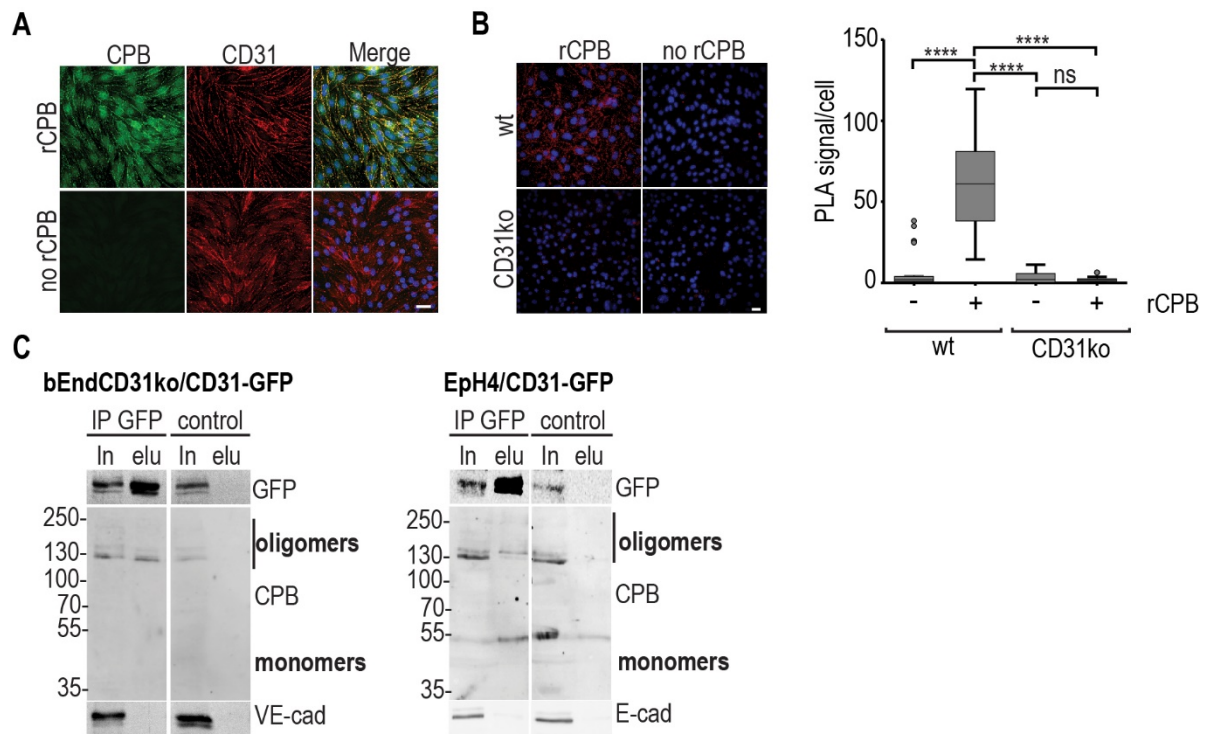 A
CPB CD31 Merge
rCPB
no rCPB
B
rCPB no rCPB
wt
CD31ko
PLA signal/cell
150
100
50
0
**** ****
****
ns
- + - + rCPB
wt CD31ko
C
bEndCD31ko/CD31-GFP
IP GFP control
In elu In elu
GFP
250
130
100
70
55
35
oligomers
CPB
monomers
VE-cad
EpH4/CD31-GFP
IP GFP control
In elu In elu
GFP
250
130
100
70
55
35
oligomers
CPB
monomers
E-cad